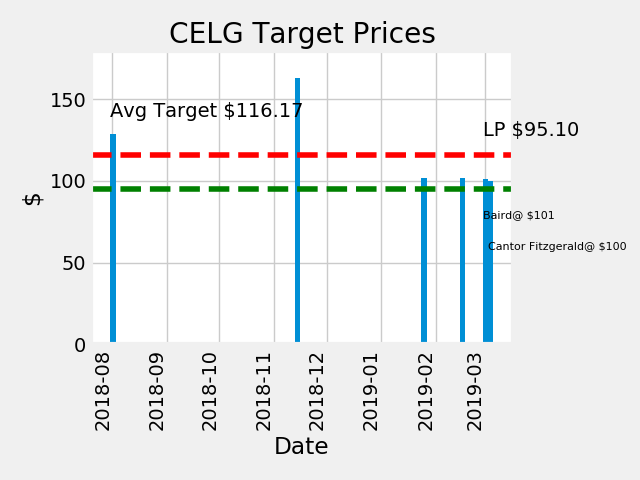 CELG Target Prices
150
Avg Target $116.17
LP $95.10
100
Baird@ $101
Cantor Fitzgerald@ $100
50
0
$
2018-08
2018-09
2018-10
2018-11
2018-12
2019-01
2019-02
2019-03
Date